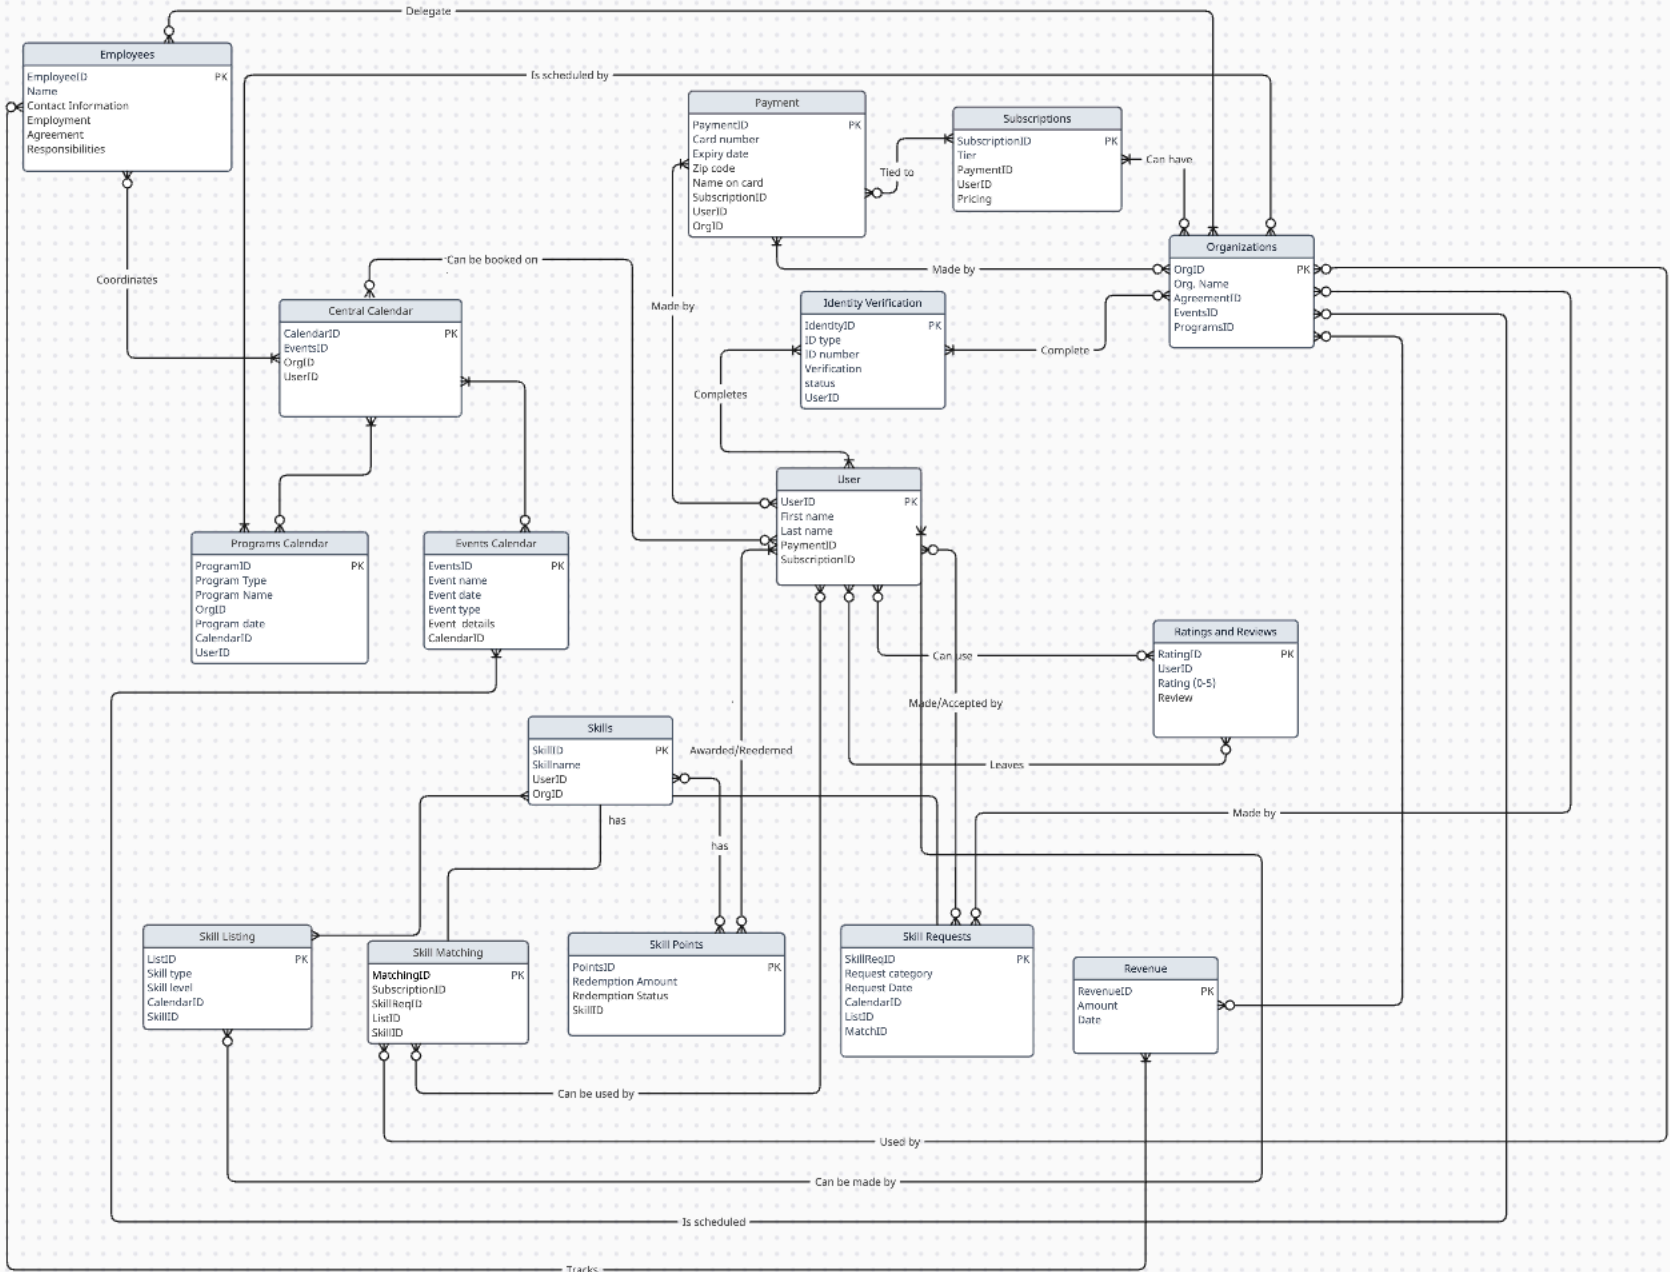 Delegate
Employees
EmployeeID PK
Name
Contact Information
Employment
Agreement
Responsibilities
Is scheduled by
Payment
PaymentID PK
Card number
Expiry date
Zip code
Name on card
SubscriptionID
UserID
OrgID
Subscriptions
SubscriptionID PK
Tier
PaymentID
UserID
Pricing
Can have
Tied to
Organizations
OrgID PK
Org. Name
AgreementID
EventsID
ProgramsID
Made by
Coordinates
Can be booked on
Central Calendar
CalendarID PK
EventsID
OrgID
UserID
Made by
Identity Verification
IdentityID PK
ID type
ID number
Verification
status
UserID
Complete
Completes
User
UserID PK
First name
Last name
PaymentID
SubscriptionID
Programs Calendar
ProgramID PK
Program Type
Program Name
OrgID
Program date
CalendarID
UserID
Events Calendar
EventsID PK
Event name
Event date
Event type
Event details
CalendarID
Ratings and Reviews
RatingID PK
UserID
Rating (0-5)
Review
Can use
Made/Accepted by
Leaves
Skills
SkillID PK
Skillname
UserID
OrgID
Awarded/Reedemed
Made by
has
has
Skill Listing
ListID PK
Skill type
Skill level
CalendarID
SkillID
Skill Matching
MatchingID PK
SubscriptionID
SkillReqID
ListID
SkillID
Skill Points
PointsID PK
Redemption Amount
Redemption Status
SkillID
Skill Requests
SkillReqID PK
Request category
Request Date
CalendarID
ListID
MatchID
Revenue
RevenueID PK
Amount
Date
Can be used by
Used by
Can be made by
Is scheduled
Tracks